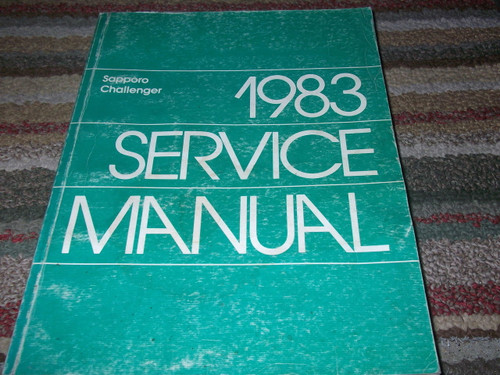 Sapporo
Challenger
1983
SERVICE
MANUAL